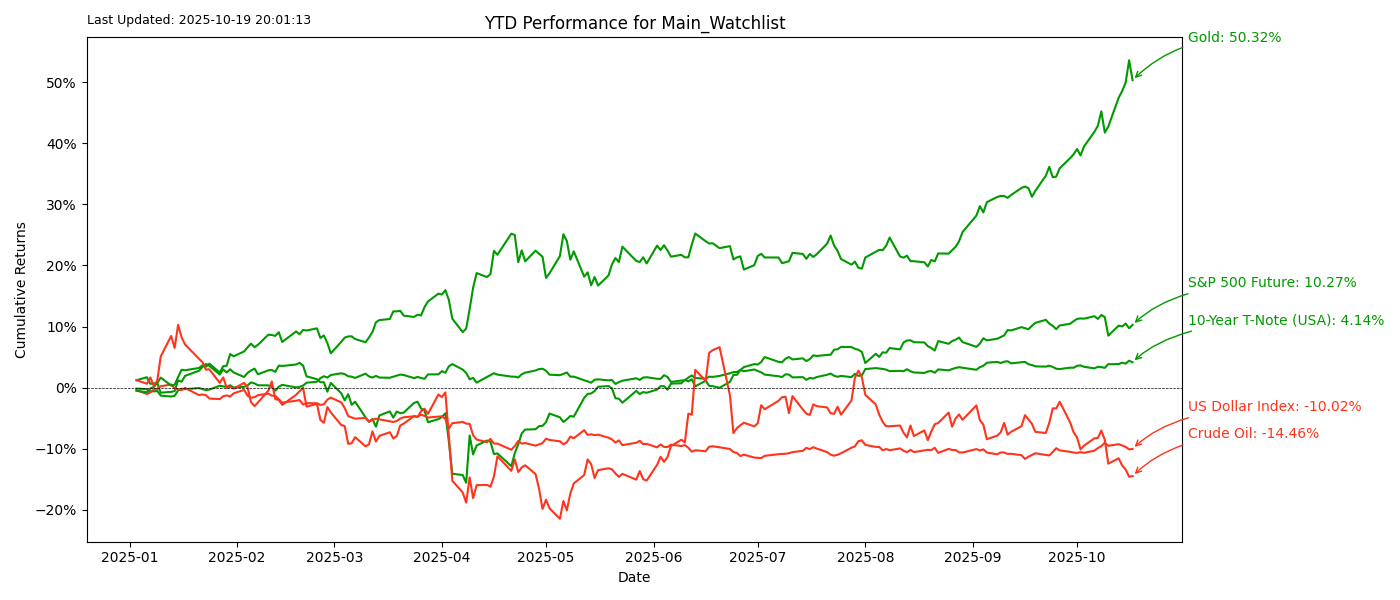 Last Updated: 2025-10-19 20:01:13
YTD Performance for Main_Watchlist
Gold: 50.32%
S&P 500 Future: 10.27%
10-Year T-Note (USA): 4.14%
US Dollar Index: -10.02%
Crude Oil: -14.46%
Cumulative Returns
50%
40%
30%
20%
10%
0%
−10%
−20%
2025-01 2025-02 2025-03 2025-04 2025-05 2025-06 2025-07 2025-08 2025-09 2025-10
Date